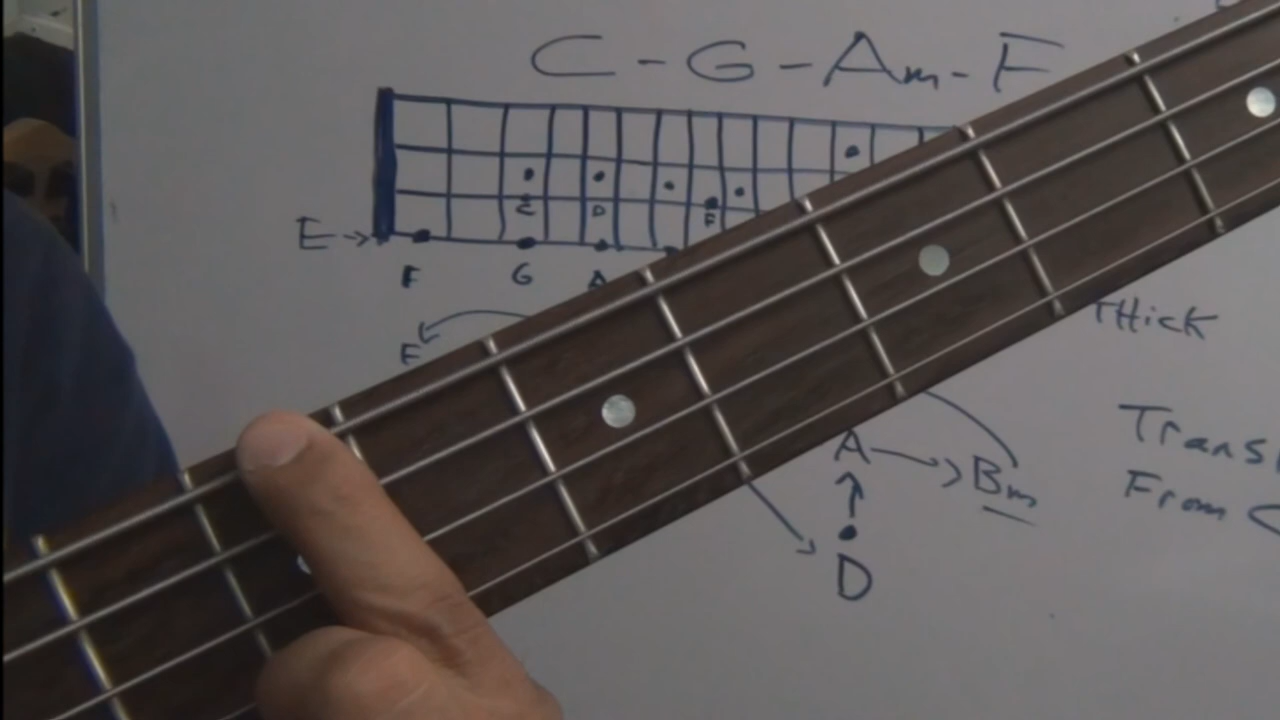 C - G - Am - F
C D F
E →
F G A
F
THick
A → Bm
Trans
From C
D